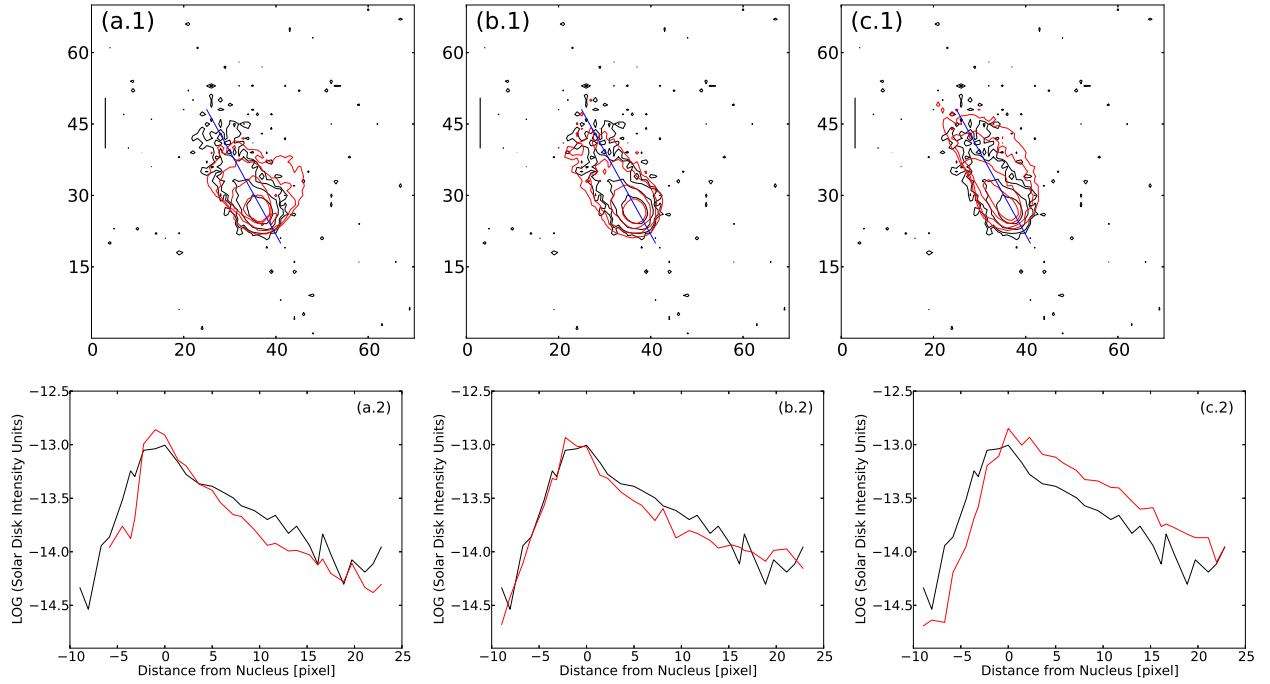 (a.1)
(b.1)
(c.1)
60
45
30
15
0 20 40 60
60
45
30
15
0 20 40 60
60
45
30
15
0 20 40 60
(a.2)
LOG (Solar Disk Intensity Units)
−12.5
−13.0
−13.5
−14.0
−14.5
−10 −5 0 5 10 15 20 25
Distance from Nucleus [pixel]
(b.2)
LOG (Solar Disk Intensity Units)
−12.5
−13.0
−13.5
−14.0
−14.5
−10 −5 0 5 10 15 20 25
Distance from Nucleus [pixel]
(c.2)
LOG (Solar Disk Intensity Units)
−12.5
−13.0
−13.5
−14.0
−14.5
−10 −5 0 5 10 15 20 25
Distance from Nucleus [pixel]